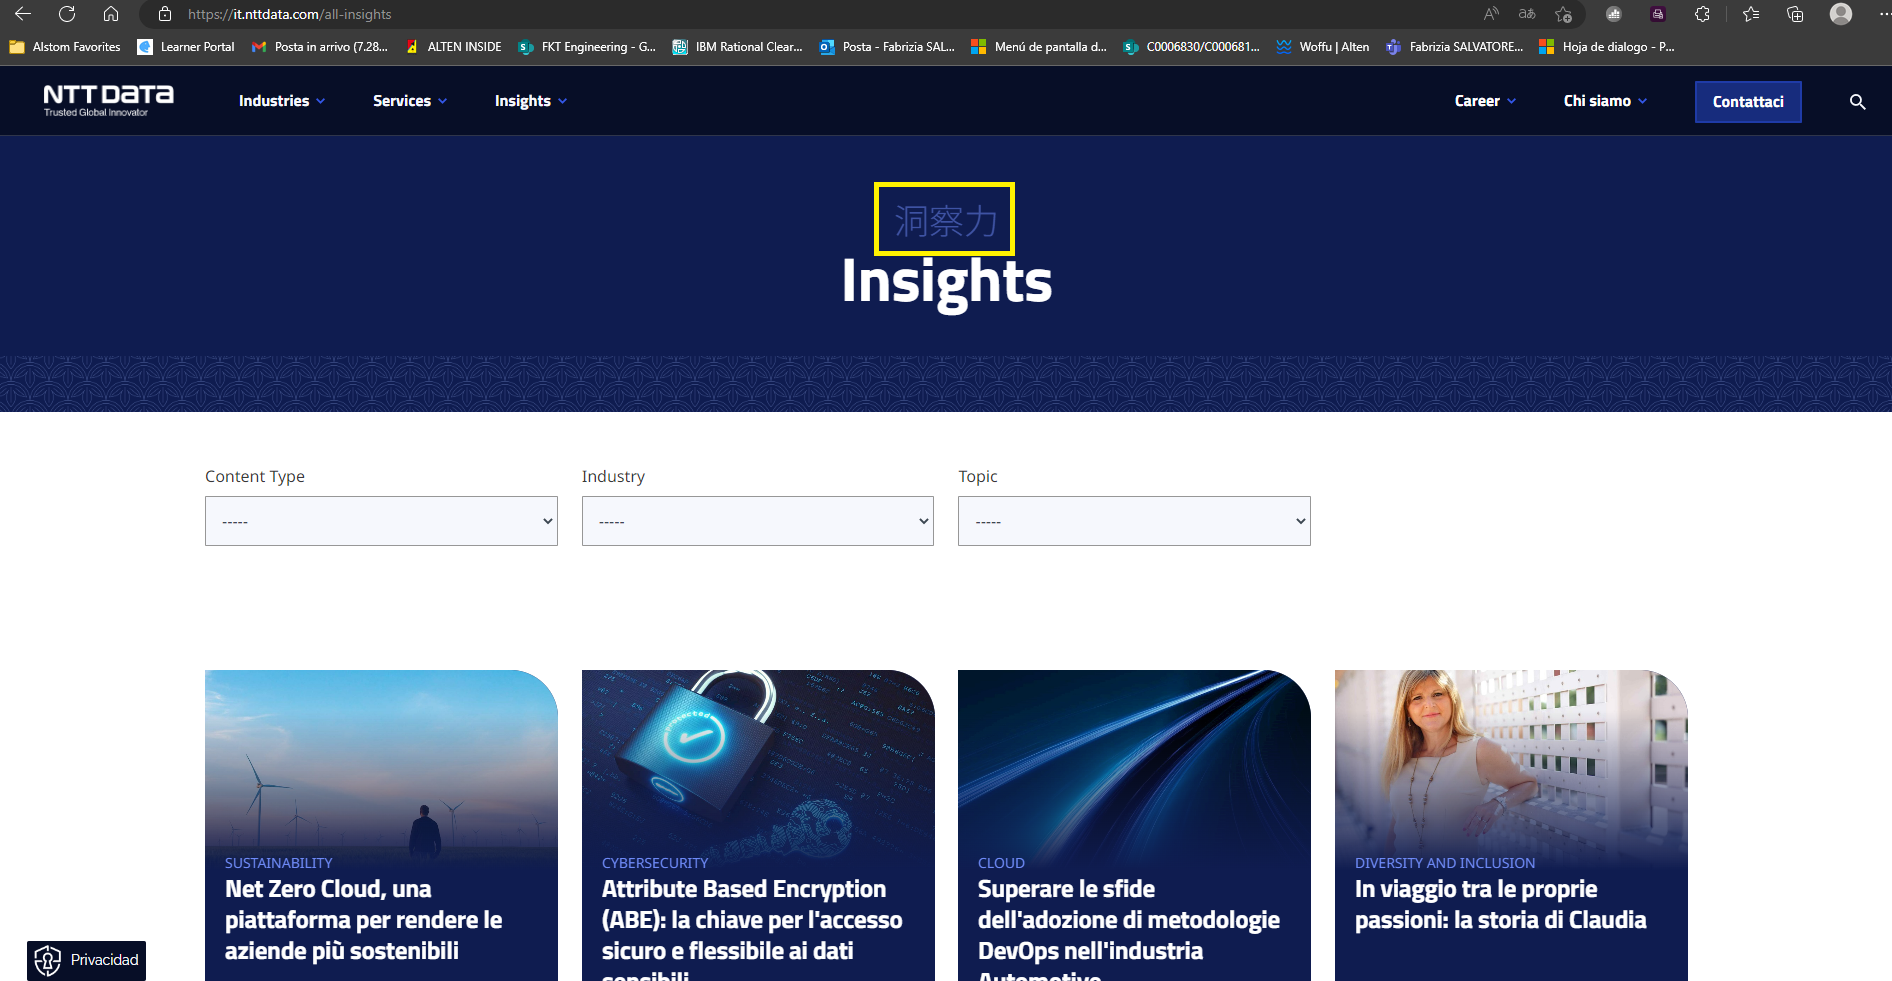 https://it.nttdata.com/all-insights
Alstom Favorites
Learner Portal
Posta in arrivo (7.28...
ALTEN INSIDE
FKT Engineering - G...
IBM Rational Clear...
Posta - Fabrizia SAL...
Menú de pantalla d...
C0006830/C000681...
Woffu | Alten
Fabrizia SALVATORE...
Hoja de dialogo - P...
NTT DATA
Trusted Global Innovator
Industries
Services
Insights
Career
Chi siamo
Contattaci
洞察力
Insights
Content Type
Industry
Topic
-----
-----
-----
SUSTAINABILITY
Net Zero Cloud, una
piattaforma per rendere le
aziende più sostenibili
CYBERSECURITY
Attribute Based Encryption
(ABE): la chiave per l'accesso
sicuro e flessibile ai dati
sensibili
CLOUD
Superare le sfide
dell'adozione di metodologie
DevOps nell'industria
Automotive
DIVERSITY AND INCLUSION
In viaggio tra le proprie
passioni: la storia di Claudia
Privacidad